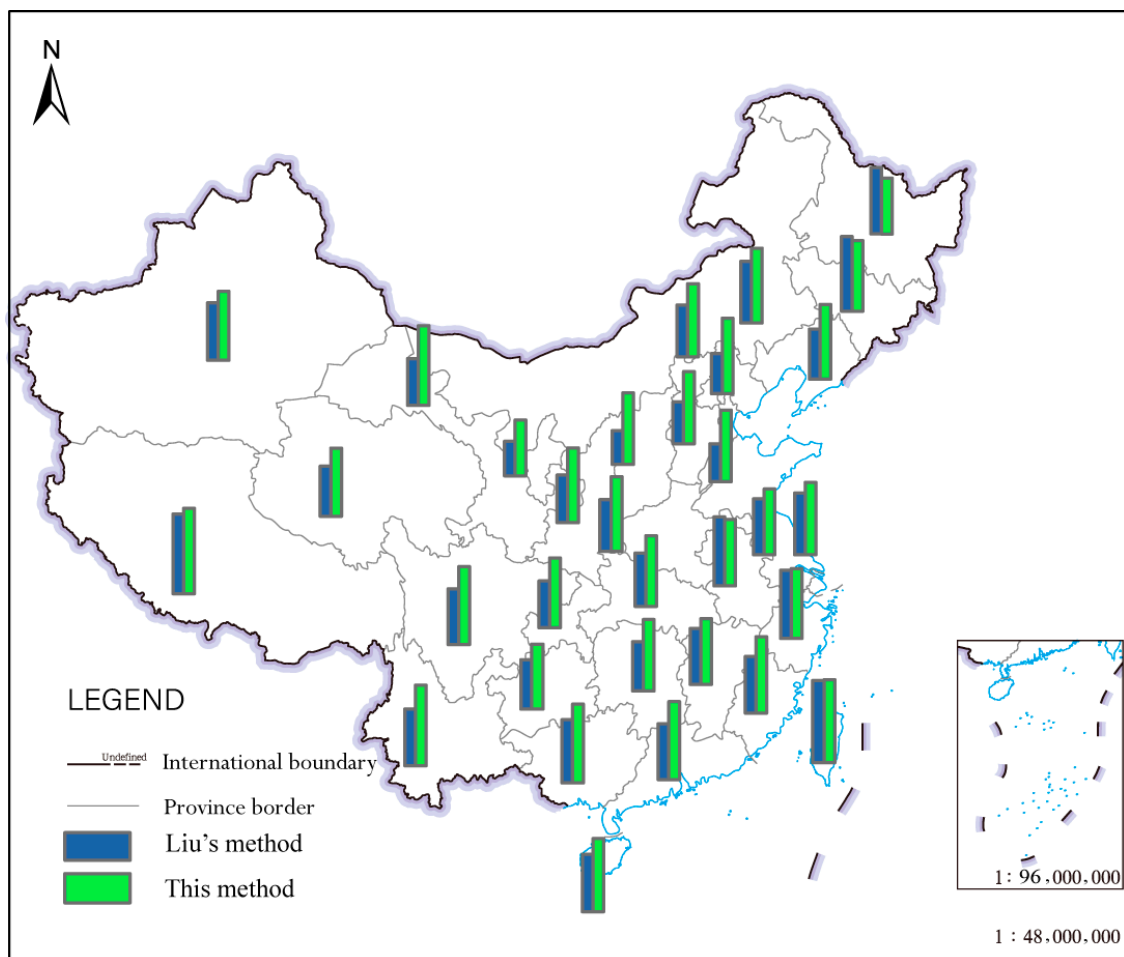 N
LEGEND
Undefined
International boundary
Province border
Liu's method
This method
1: 96,000,000
1 : 48,000,000